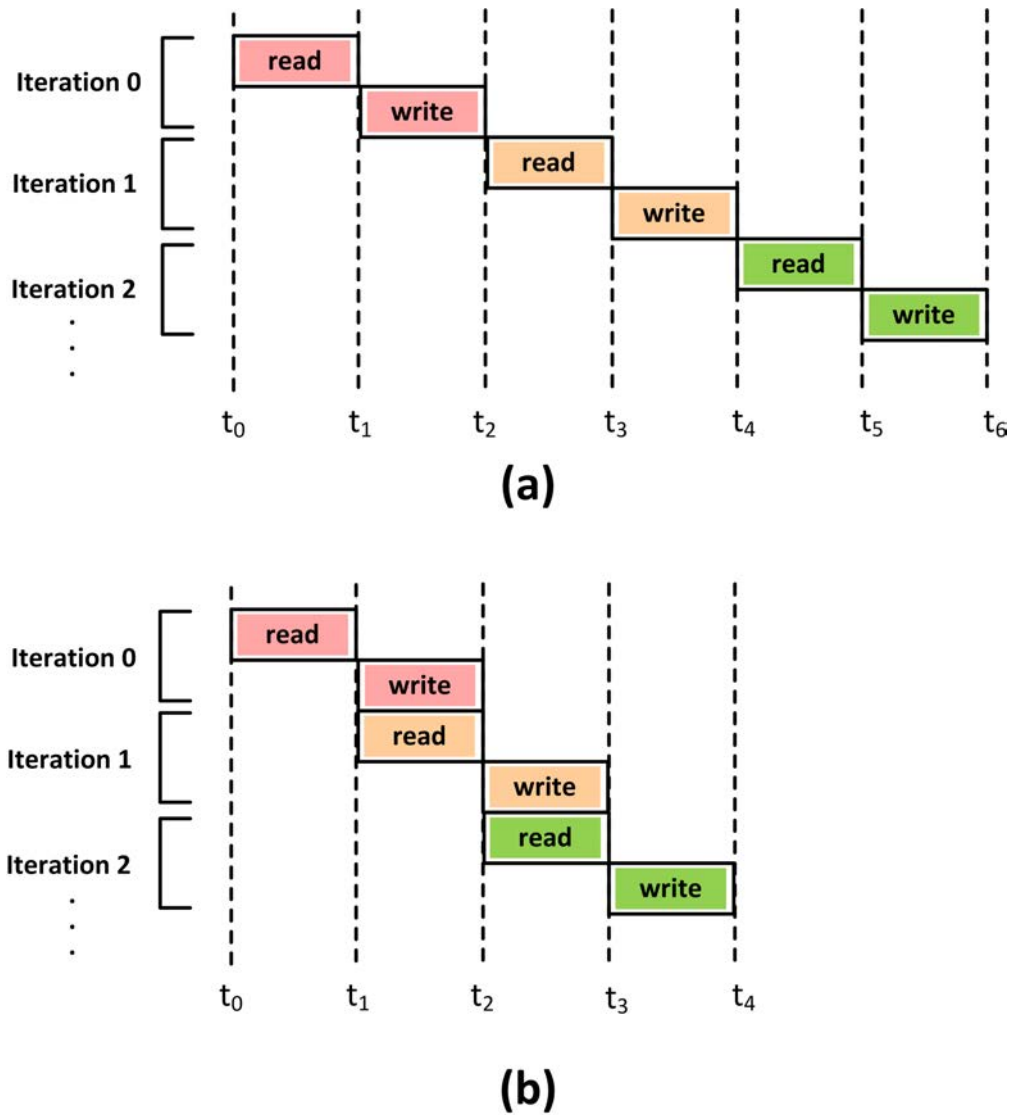 Iteration 0
read
write
Iteration 1
read
write
Iteration 2
read
write
.
.
.
t0 t1 t2 t3 t4 t5 t6
(a)
Iteration 0
read
write
Iteration 1
read
write
Iteration 2
read
write
.
.
.
t0 t1 t2 t3 t4
(b)